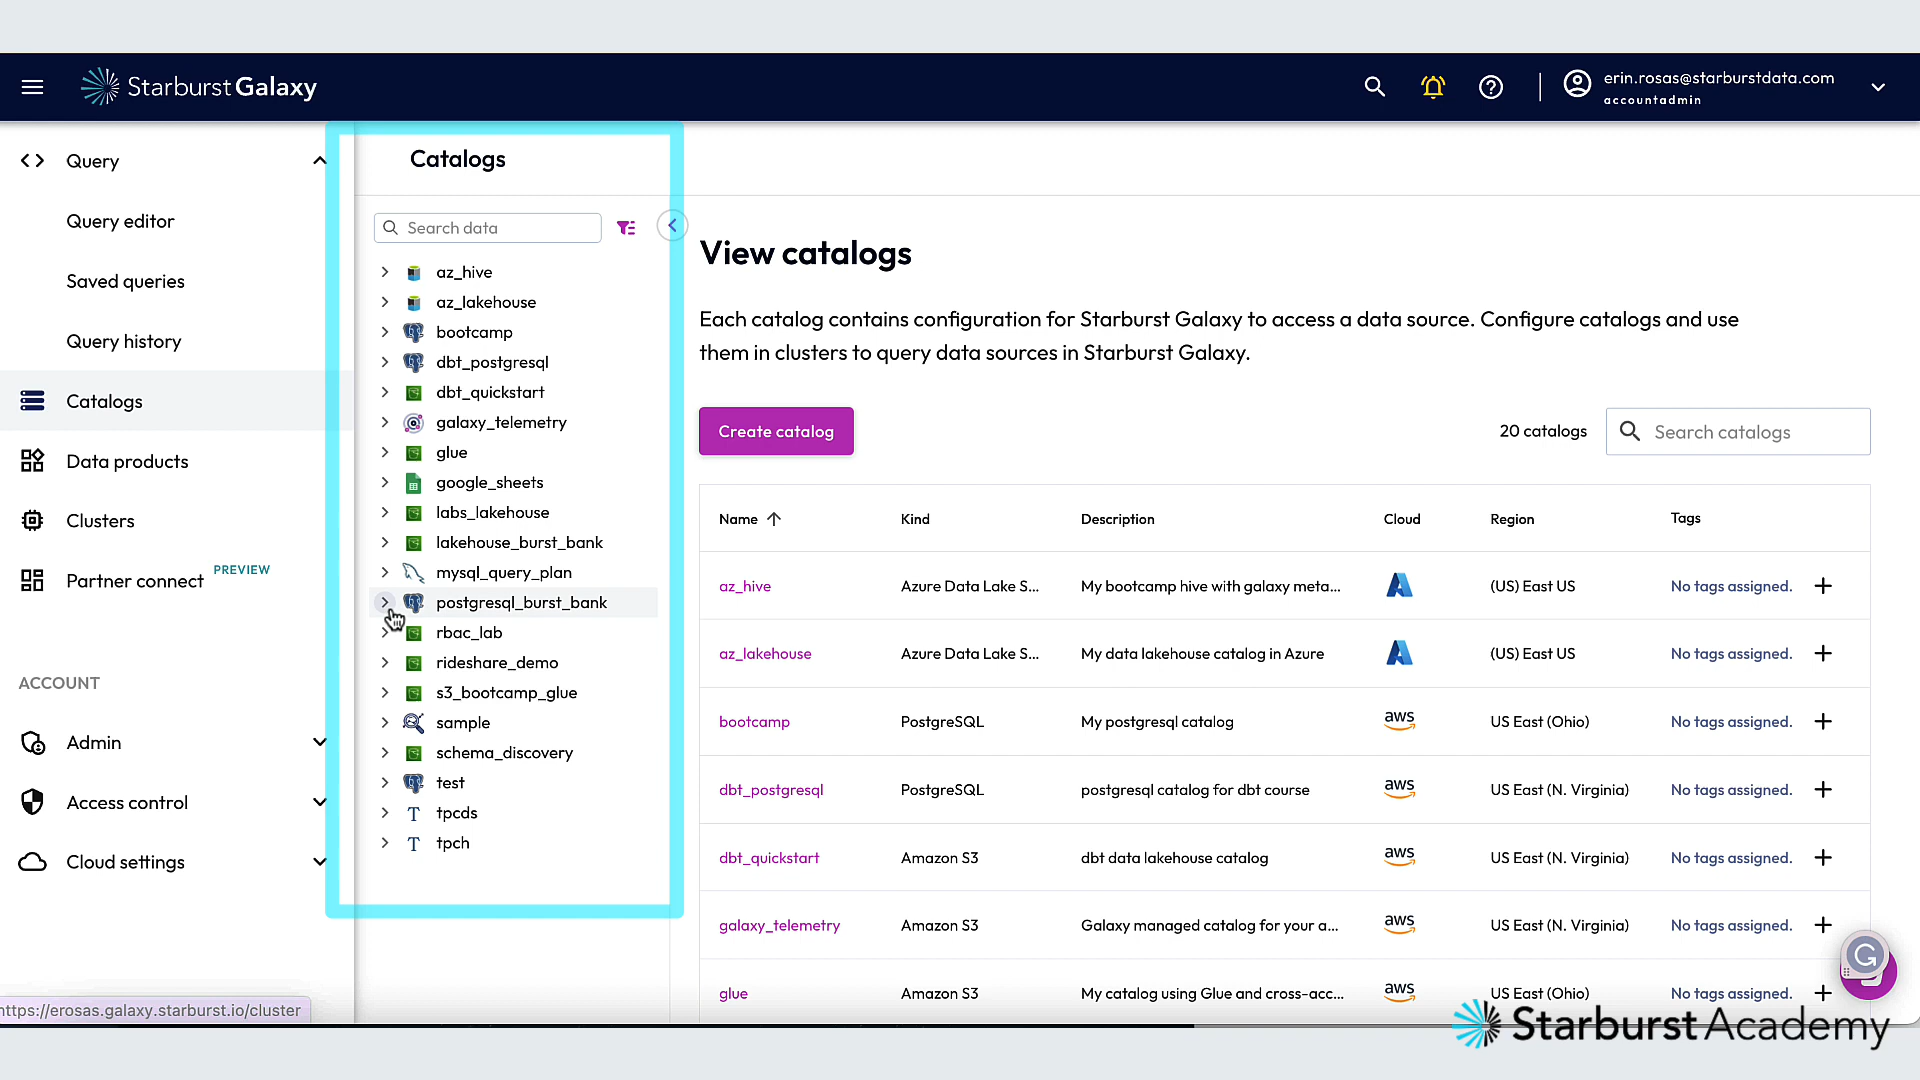 Starburst Galaxy
erin.rosas@starburstdata.com
accountadmin
Query
Query editor
Saved queries
Query history
Catalogs
Data products
Clusters
Partner connect PREVIEW
ACCOUNT
Admin
Access control
Cloud settings
https://erosas.galaxy.starburst.io/cluster
Catalogs
Search data
az_hive
az_lakehouse
bootcamp
dbt_postgresql
dbt_quickstart
galaxy_telemetry
glue
google_sheets
labs_lakehouse
lakehouse_burst_bank
mysql_query_plan
postgresql_burst_bank
rbac_lab
rideshare_demo
s3_bootcamp_glue
sample
schema_discovery
test
T tpcds
T tpch
View catalogs
Each catalog contains configuration for Starburst Galaxy to access a data source. Configure catalogs and use
them in clusters to query data sources in Starburst Galaxy.
Create catalog
20 catalogs
Search catalogs
Name Kind Description Cloud Region Tags
az_hive Azure Data Lake S... My bootcamp hive with galaxy meta... (US) East US No tags assigned.
az_lakehouse Azure Data Lake S... My data lakehouse catalog in Azure (US) East US No tags assigned.
bootcamp PostgreSQL My postgresql catalog aws US East (Ohio) No tags assigned.
dbt_postgresql PostgreSQL postgresql catalog for dbt course aws US East (N. Virginia) No tags assigned.
dbt_quickstart Amazon S3 dbt data lakehouse catalog aws US East (N. Virginia) No tags assigned.
galaxy_telemetry Amazon S3 Galaxy managed catalog for your a... aws US East (N. Virginia) No tags assigned.
glue Amazon S3 My catalog using Glue and cross-acc... aws US East (Ohio) No tags assigned.
G
Starburst Academy